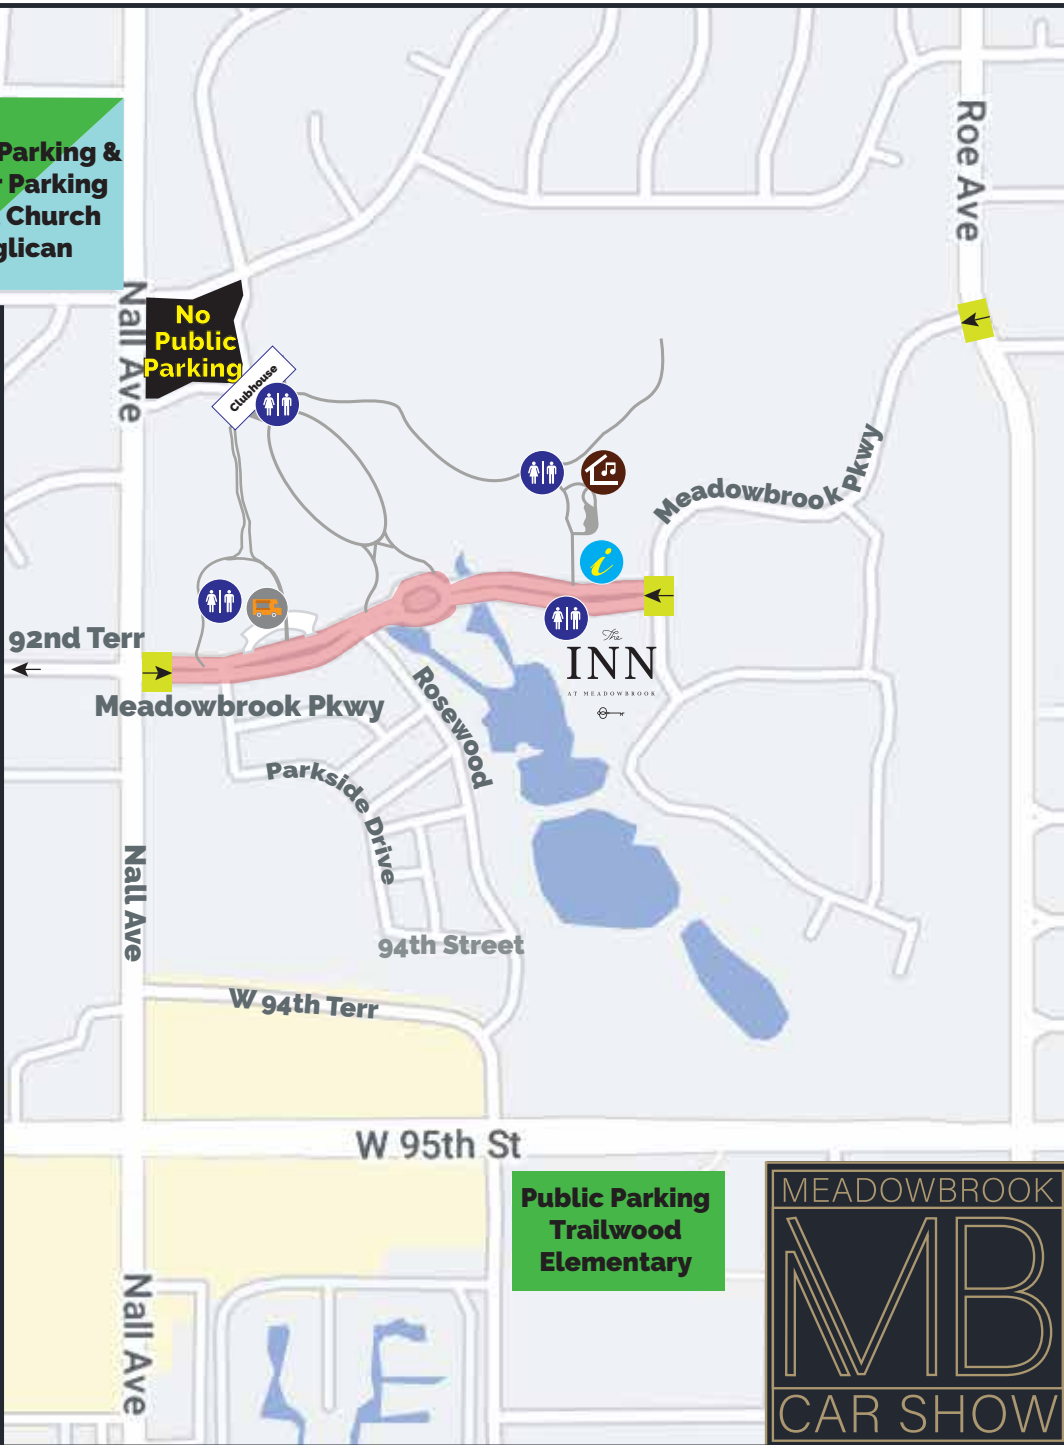 Parking &
Parking
Church
glican
Roe Ave
Nall Ave
No
Public
Parking
Clubhouse
Meadowbrook Pkwy
i
92nd Terr
The
INN
AT MEADOWBROOK
Meadowbrook Pkwy
Rosewood
Parkside Drive
Nall Ave
94th Street
W 94th Terr
W 95th St
Public Parking
Trailwood
Elementary
Nall Ave
MEADOWBROOK
MB
CAR SHOW